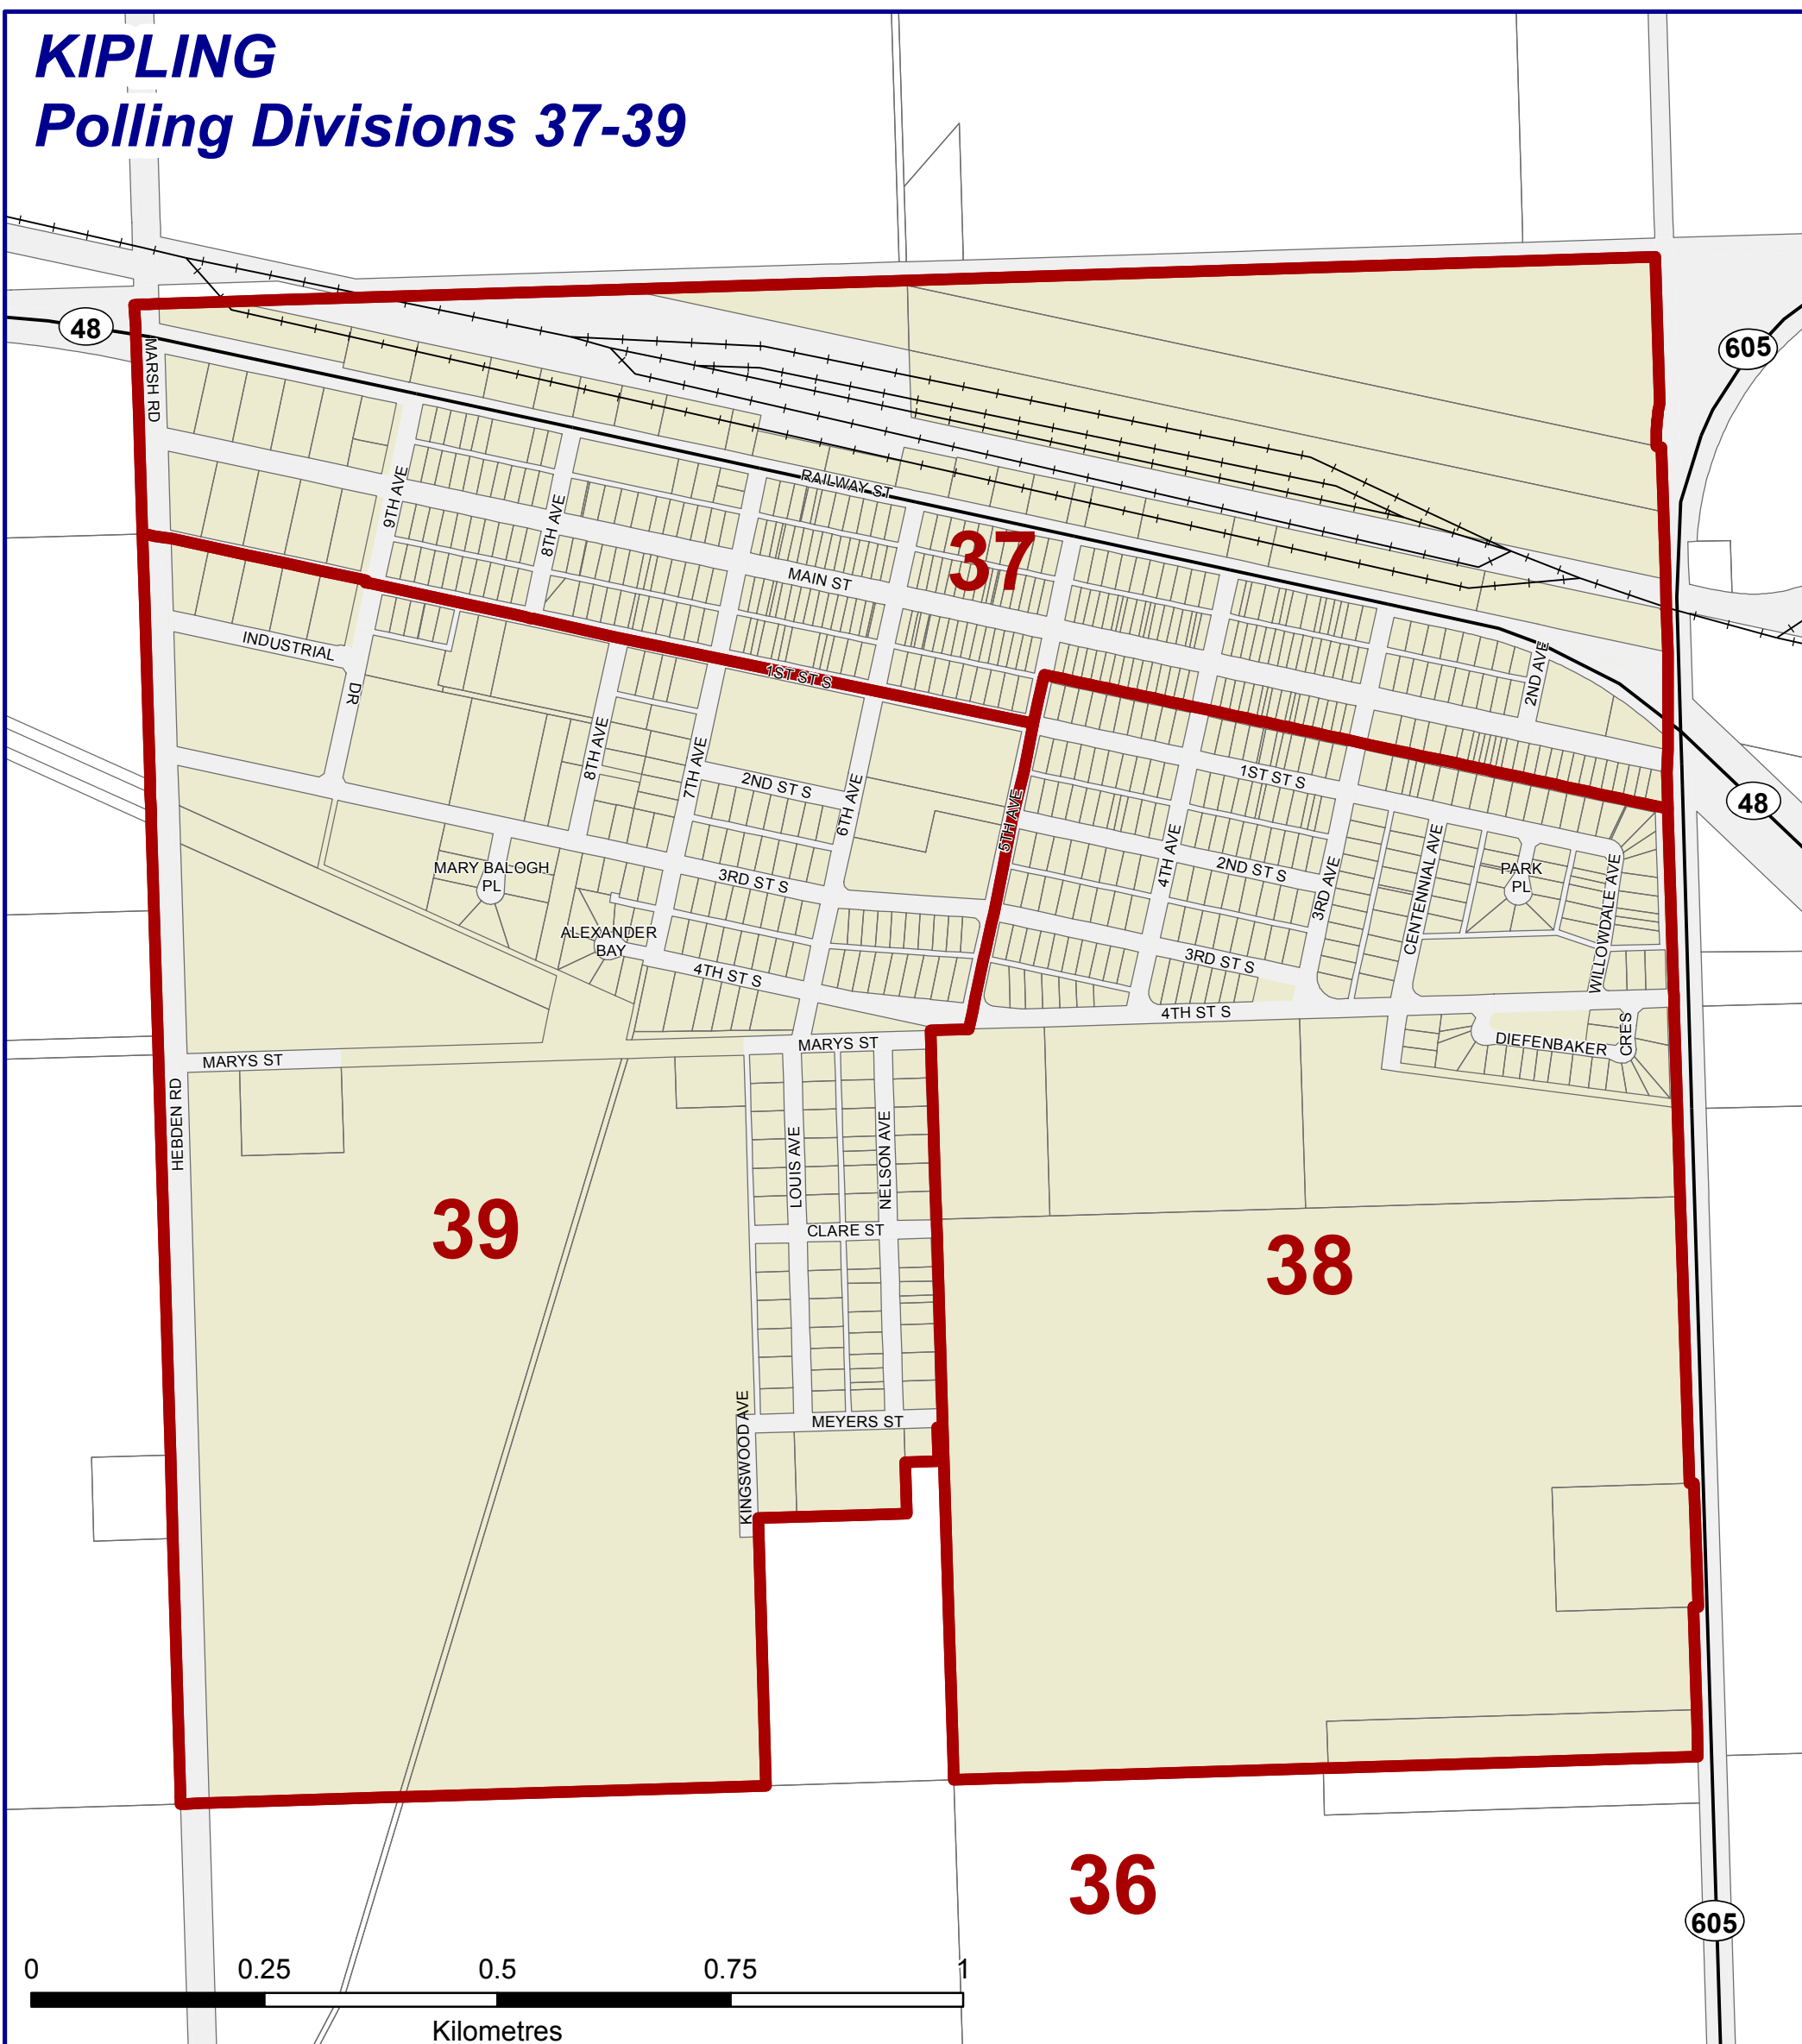 KIPLING
Polling Divisions 37-39
48
605
MARSH RD
RAILWAY ST
9TH AVE
8TH AVE
37
MAIN ST
2ND AVE
INDUSTRIAL
DR
1ST ST S
8TH AVE
7TH AVE
2ND ST S
6TH AVE
5TH AVE
1ST ST S
48
4TH AVE
2ND ST S
3RD AVE
CENTENNIAL AVE
PARK
PL
WILLOWDALE AVE
MARY BALOGH
PL
3RD ST S
ALEXANDER
BAY
4TH ST S
3RD ST S
4TH ST S
DIEFENBAKER
CRES
MARYS ST
MARYS ST
HEBDEN RD
LOUIS AVE
NELSON AVE
39
CLARE ST
38
KINGSWOOD AVE
MEYERS ST
36
605
0 0.25 0.5 0.75 1
Kilometres